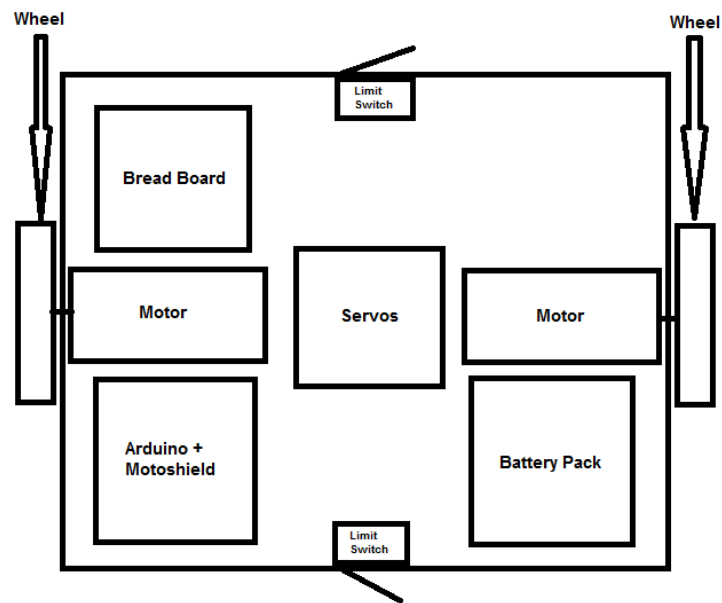 Wheel
Wheel
Limit
Switch
Bread Board
Motor
Servos
Motor
Arduino +
Motoshield
Battery Pack
Limit
Switch